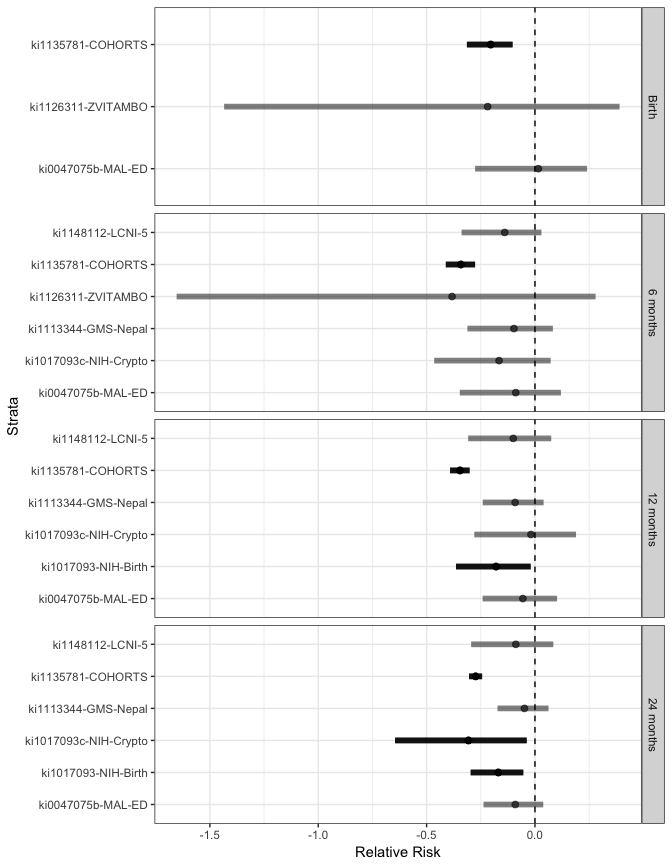 ki1135781-COHORTS
ki1126311-ZVITAMBO
ki0047075b-MAL-ED
Birth
ki1148112-LCNI-5
ki1135781-COHORTS
ki1126311-ZVITAMBO
ki1113344-GMS-Nepal
ki1017093c-NIH-Crypto
ki0047075b-MAL-ED
6 months
ki1148112-LCNI-5
ki1135781-COHORTS
ki1113344-GMS-Nepal
ki1017093c-NIH-Crypto
ki1017093-NIH-Birth
ki0047075b-MAL-ED
12 months
ki1148112-LCNI-5
ki1135781-COHORTS
ki1113344-GMS-Nepal
ki1017093c-NIH-Crypto
ki1017093-NIH-Birth
ki0047075b-MAL-ED
24 months
Strata
-1.5 -1.0 -0.5 0.0
Relative Risk